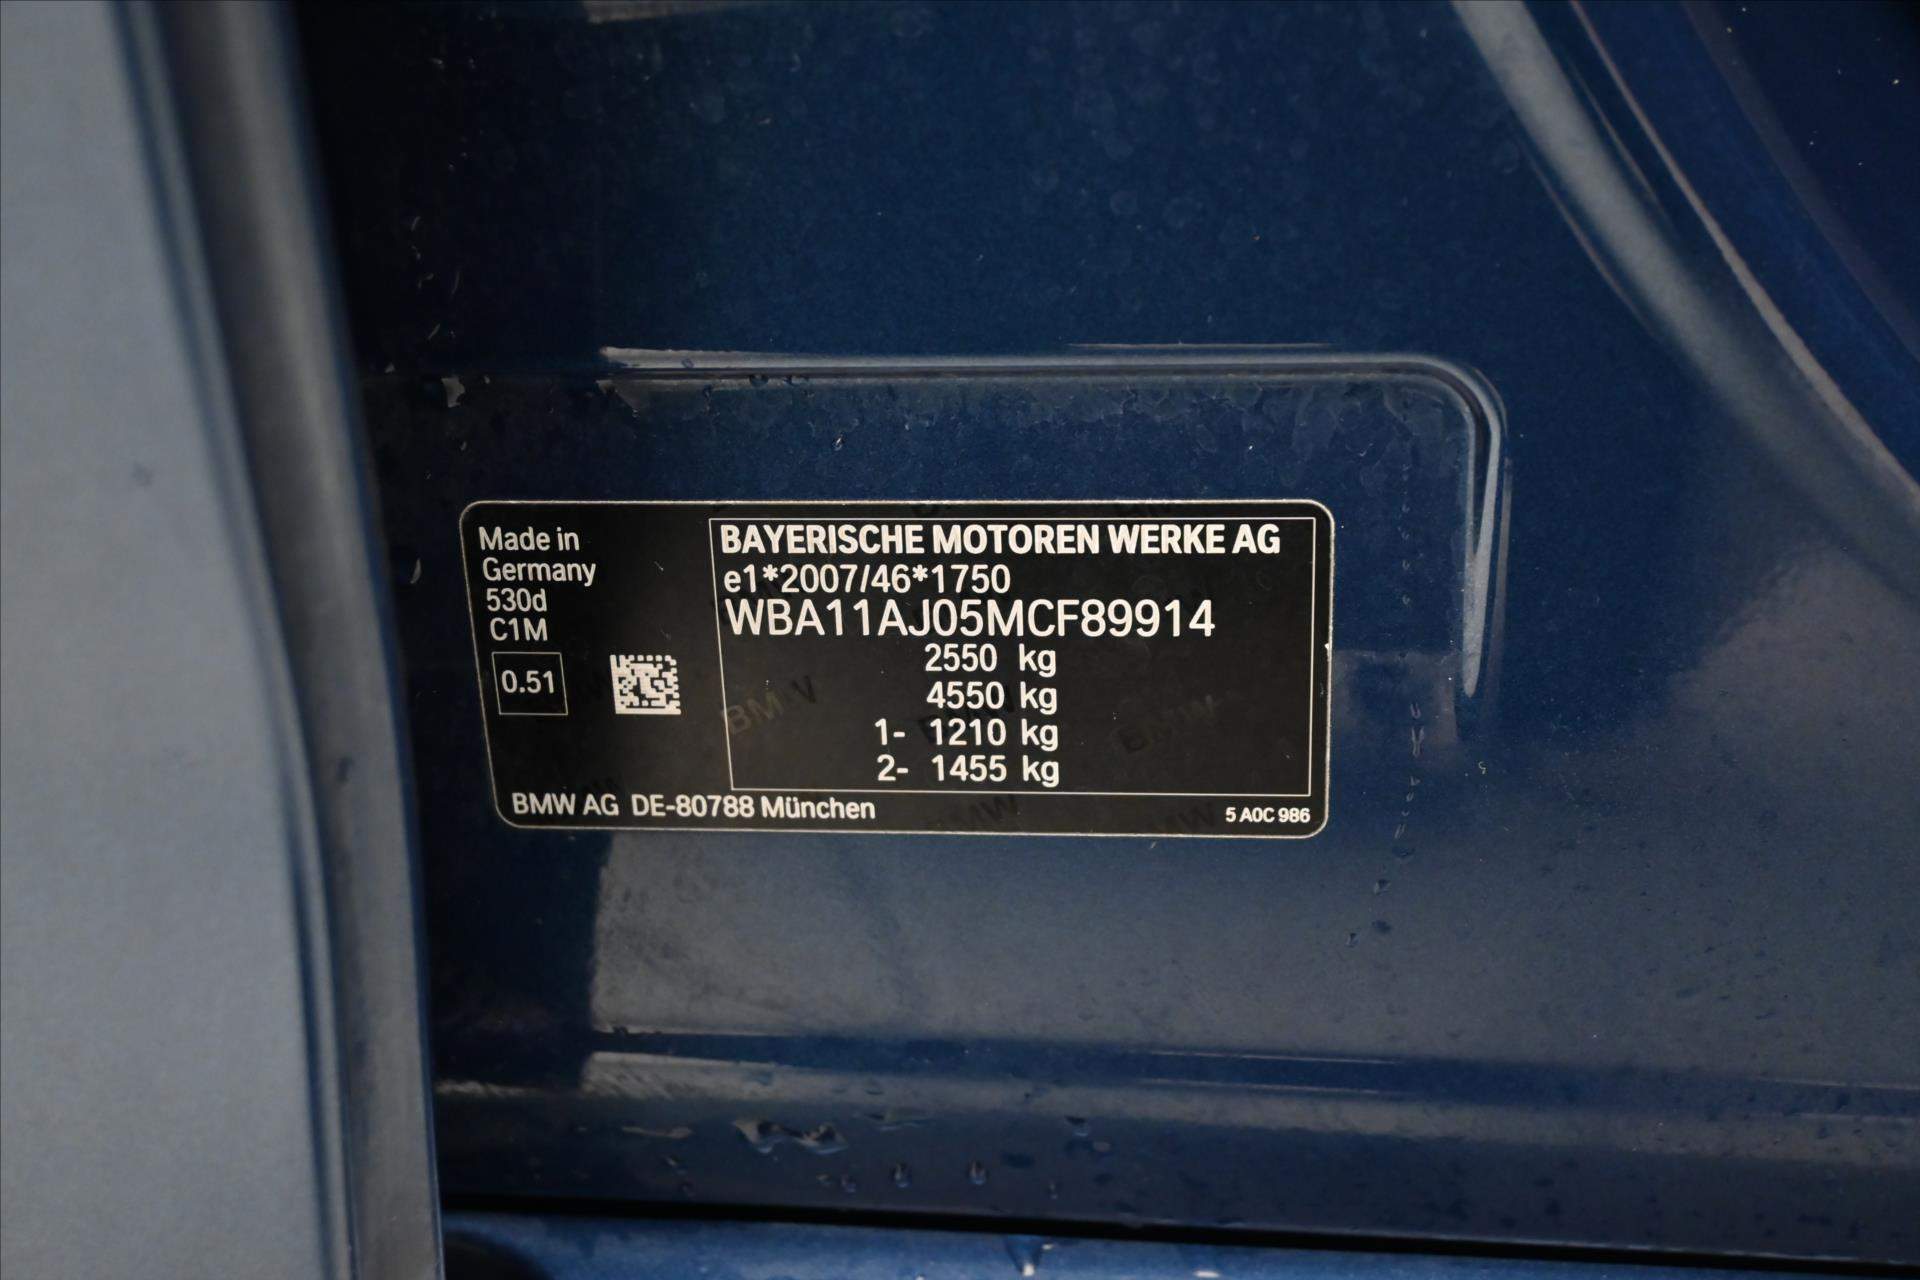 Made in
Germany
530d
C1M
0.51
BAYERISCHE MOTOREN WERKE AG
e1*2007/46*1750
WBA11AJ05MCF89914
2550 kg
4550 kg
1- 1210 kg
2- 1455 kg
BMW AG DE-80788 München
5 A0C 986